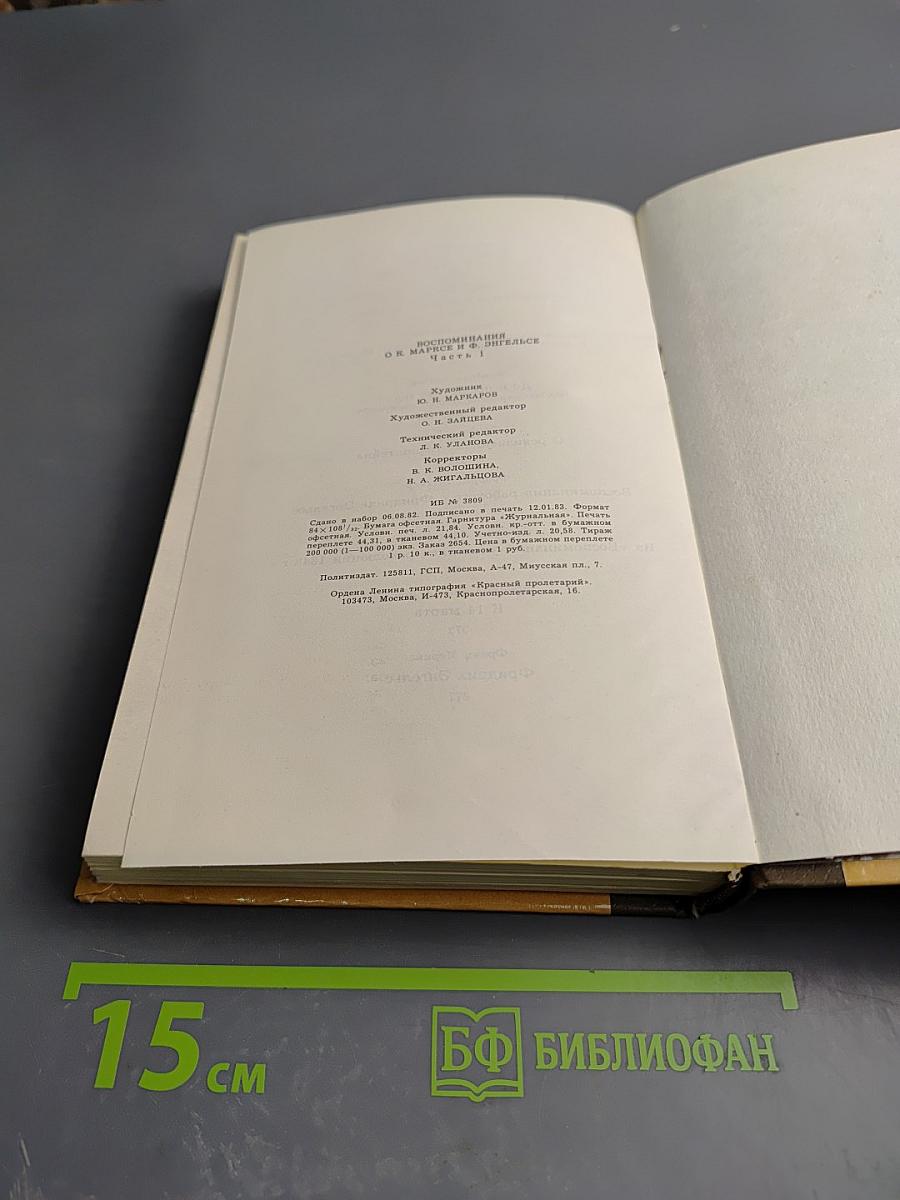 ВОСПОМИНАНИЯ
О К. МАРКСЕ И Ф. ЭНГЕЛЬСЕ
Часть 1
Художник
Ю. Н. МАРКАРОВ
Художественный редактор
О. Н. ЗАЙЦЕВА
Технический редактор
Л. К. УЛАНОВА
Корректоры
В. К. ВОЛОШИНА,
Н. А. ЖИГАЛЬЦОВА
ИБ № 3809
Сдано в набор 06.08.82. Подписано в печать 12.01.83. Формат
84×108¹/₃₂. Бумага офсетная. Гарнитура «Журнальная». Печать
офсетная. Условн. печ. л. 21,84. Условн. кр.-отт. в бумажном
переплете 44,31, в тканевом 44,10. Учетно-изд. л. 20,58. Тираж
200 000 (1—100 000) экз. Заказ 2654. Цена в бумажном переплете
1 р. 10 к., в тканевом 1 руб.
Политиздат. 125811, ГСП, Москва, А-47, Миусская пл., 7.
Ордена Ленина типография «Красный пролетарий».
103473, Москва, И-473, Краснопролетарская, 16.
15 см
БФ БИБЛИОФАН